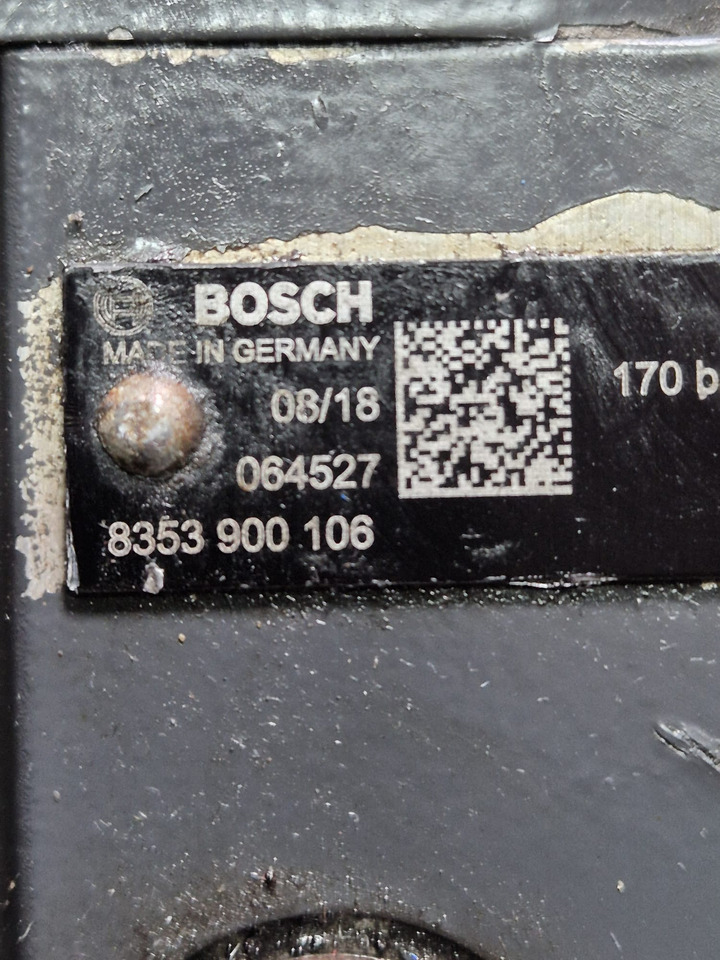 BOSCH
MADE IN GERMANY
08/18
064527
8353 900 106
170 b